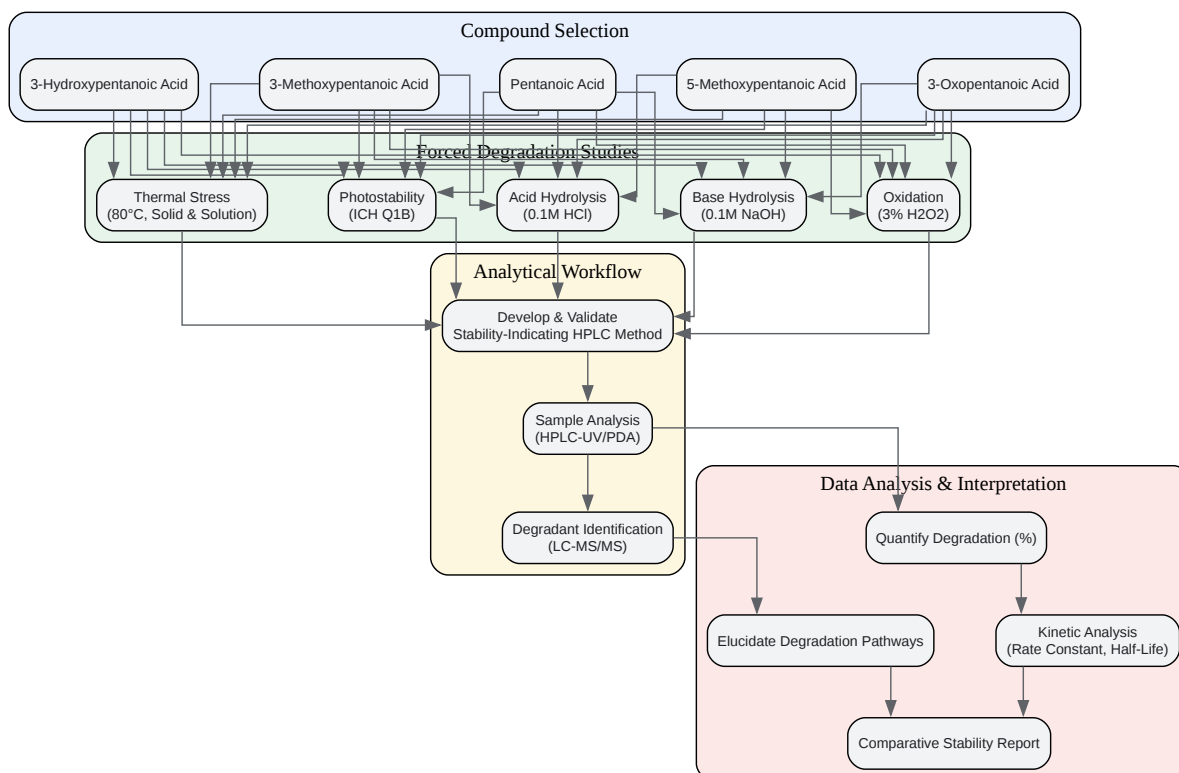 Compound Selection
3-Hydroxypentanoic Acid
3-Methoxypentanoic Acid
Pentanoic Acid
5-Methoxypentanoic Acid
3-Oxopentanoic Acid
Forced Degradation Studies
Thermal Stress
(80°C, Solid & Solution)
Photostability
(ICH Q1B)
Acid Hydrolysis
(0.1M HCl)
Base Hydrolysis
(0.1M NaOH)
Oxidation
(3% H2O2)
Analytical Workflow
Develop & Validate
Stability-Indicating HPLC Method
Sample Analysis
(HPLC-UV/PDA)
Degradant Identification
(LC-MS/MS)
Data Analysis & Interpretation
Quantify Degradation (%)
Elucidate Degradation Pathways
Kinetic Analysis
(Rate Constant, Half-Life)
Comparative Stability Report